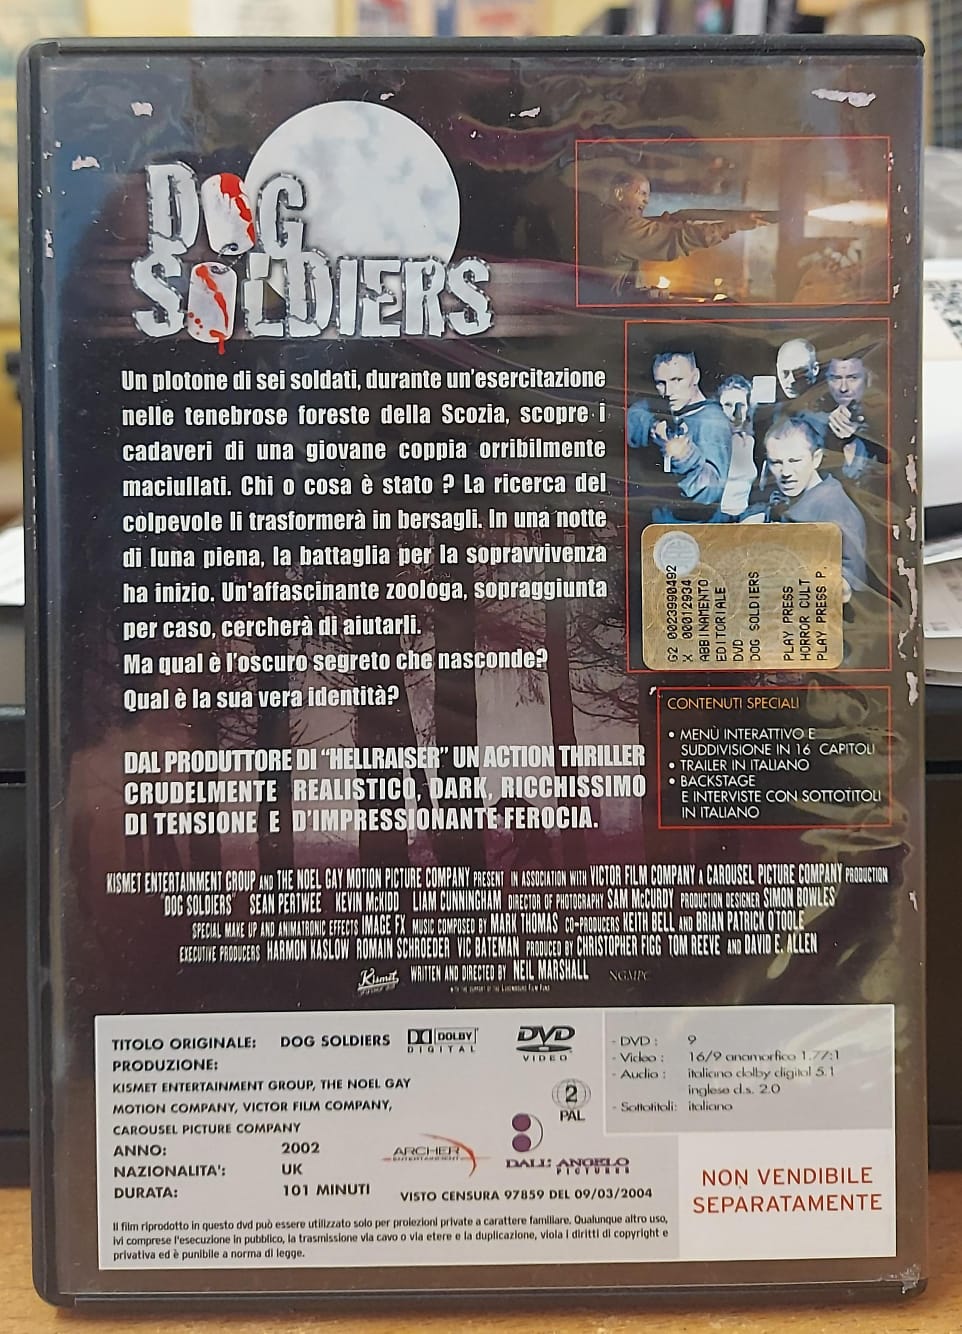 DOG
SOLDIERS
Un plotone di sei soldati, durante un'esercitazione
nelle tenebrose foreste della Scozia, scopre i
cadaveri di una giovane coppia orribilmente
maciullati. Chi o cosa è stato ? La ricerca del
colpevole li trasformerà in bersagli. In una notte
di luna piena, la battaglia per la sopravvivenza
ha inizio. Un'affascinante zoologa, sopraggiunta
per caso, cercherà di aiutarli.
Ma qual è l'oscuro segreto che nasconde?
Qual è la sua vera identità?
DAL PRODUTTORE DI "HELLRAISER" UN ACTION THRILLER
CRUDELMENTE REALISTICO, DARK, RICCHISSIMO
DI TENSIONE E D'IMPRESSIONANTE FEROCIA.
G2 0023990492
X 00012934
ABBINAMENTO
EDITORIALE
DVD
DOG SOLDIERS
PLAY PRESS
HORROR CULT
PLAY PRESS P.
CONTENUTI SPECIALI
• MENÙ INTERATTIVO E
SUDDIVISIONE IN 16 CAPITOLI
• TRAILER IN ITALIANO
• BACKSTAGE
E INTERVISTE CON SOTTOTITOLI
IN ITALIANO
KISMET ENTERTAINMENT GROUP AND THE NOEL GAY MOTION PICTURE COMPANY PRESENT IN ASSOCIATION WITH VICTOR FILM COMPANY A CAROUSEL PICTURE COMPANY PRODUCTION
"DOG SOLDIERS" SEAN PERTWEE KEVIN McKIDD LIAM CUNNINGHAM DIRECTOR OF PHOTOGRAPHY SAM McCURDY PRODUCTION DESIGNER SIMON BOWLES
SPECIAL MAKE UP AND ANIMATRONIC EFFECTS IMAGE FX MUSIC COMPOSED BY MARK THOMAS CO-PRODUCERS KEITH BELL AND BRIAN PATRICK O'TOOLE
EXECUTIVE PRODUCERS HARMON KASLOW ROMAIN SCHROEDER VIC BATEMAN PRODUCED BY CHRISTOPHER FIGG TOM REEVE AND DAVID E. ALLEN
Kismet WRITTEN AND DIRECTED BY NEIL MARSHALL NGMPC
WITH THE SUPPORT OF THE LUXEMBOURG FILM FUND
TITOLO ORIGINALE: DOG SOLDIERS
PRODUZIONE:
KISMET ENTERTAINMENT GROUP, THE NOEL GAY
MOTION COMPANY, VICTOR FILM COMPANY,
CAROUSEL PICTURE COMPANY
ANNO: 2002
NAZIONALITA': UK
DURATA: 101 MINUTI
DOLBY
DIGITAL
DVD
VIDEO
2
PAL
ARCHER
ENTERTAINMENT
DALL' ANGELO
PICTURES
VISTO CENSURA 97859 DEL 09/03/2004
- DVD : 9
- Video : 16/9 anamorfico 1.77:1
- Audio : italiano dolby digital 5.1
inglese d.s. 2.0
- Sottotitoli: italiano
NON VENDIBILE
SEPARATAMENTE
Il film riprodotto in questo dvd può essere utilizzato solo per proiezioni private a carattere familiare. Qualunque altro uso,
ivi comprese l'esecuzione in pubblico, la trasmissione via cavo o via etere e la duplicazione, viola i diritti di copyright e
privativa ed è punibile a norma di legge.